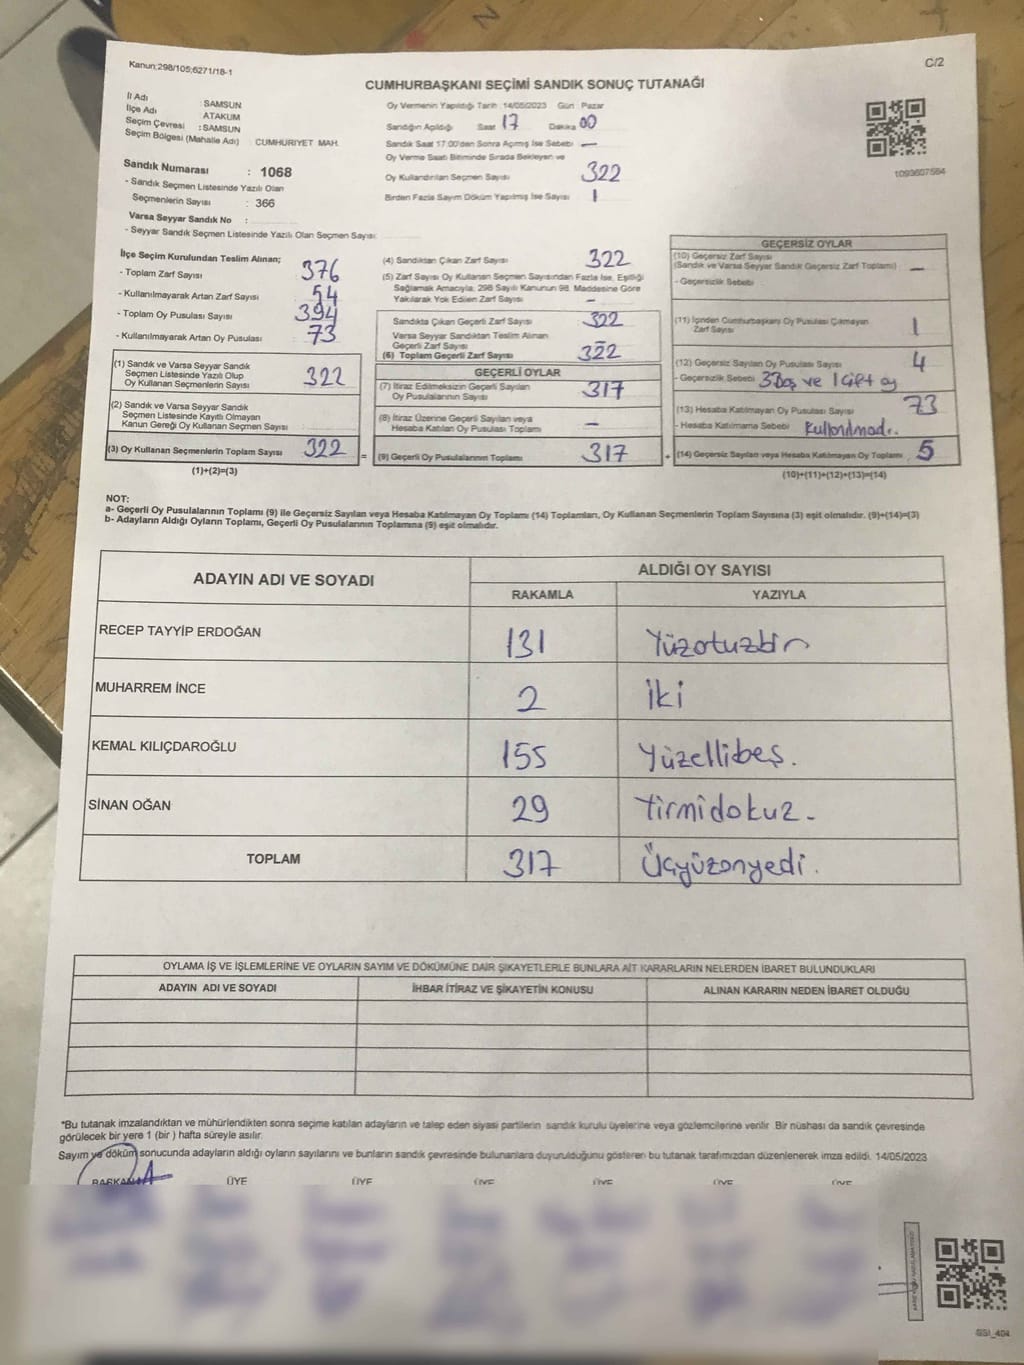 Kanun;298/105;6271/18-1
C/2
CUMHURBAŞKANI SEÇİMİ SANDIK SONUÇ TUTANAĞI
İl Adı : SAMSUN
İlçe Adı ATAKUM
Seçim Çevresi : SAMSUN
Seçim Bölgesi (Mahalle Adı) CUMHURİYET MAH.
Sandık Numarası : 1068
- Sandık Seçmen Listesinde Yazılı Olan
Seçmenlerin Sayısı : 366
Varsa Seyyar Sandık No :
- Seyyar Sandık Seçmen Listesinde Yazılı Olan Seçmen Sayısı:
Oy Vermenin Yapıldığı Tarih :14/05/2023 Gün : Pazar
Sandığın Açıldığı Saat 17 Dakika 00
Sandık Saat 17:00'den Sonra Açımış İse Sebebi —
Oy Verme Saati Bitiminde Sırada Bekleyen ve
Oy Kullandırılan Seçmen Sayısı 322
Birden Fazla Sayım Döküm Yapılmış İse Sayısı 1
1093607564
İlçe Seçim Kurulundan Teslim Alınan;
- Toplam Zarf Sayısı 376
- Kullanılmayarak Artan Zarf Sayısı 54
- Toplam Oy Pusulası Sayısı 394
- Kullanılmayarak Artan Oy Pusulası 73
(1) Sandık ve Varsa Seyyar Sandık
Seçmen Listesinde Yazılı Olup
Oy Kullanan Seçmenlerin Sayısı 322
(2) Sandık ve Varsa Seyyar Sandık
Seçmen Listesinde Kayıtlı Olmayan
Kanun Gereği Oy Kullanan Seçmen Sayısı :
(3) Oy Kullanan Seçmenlerin Toplam Sayısı 322
(1)+(2)=(3)
(4) Sandıktan Çıkan Zarf Sayısı 322
(5) Zarf Sayısı Oy Kullanan Seçmen Sayısından Fazla İse, Eşitliği
Sağlamak Amacıyla; 298 Sayılı Kanunun 98. Maddesine Göre
Yakılarak Yok Edilen Zarf Sayısı —
Sandıkta Çıkan Geçerli Zarf Sayısı 322
Varsa Seyyar Sandıktan Teslim Alınan
Geçerli Zarf Sayısı —
(6) Toplam Geçerli Zarf Sayısı 322
GEÇERLİ OYLAR
(7) İtiraz Edilmeksizin Geçerli Sayılan
Oy Pusulalarının Sayısı 317
(8) İtiraz Üzerine Geçerli Sayılan veya
Hesaba Katılan Oy Pusulası Toplamı —
= (9) Geçerli Oy Pusulalarının Toplamı 317
GEÇERSİZ OYLAR
(10) Geçersiz Zarf Sayısı
(Sandık ve Varsa Seyyar Sandık Geçersiz Zarf Toplamı) —
- Geçersizlik Sebebi
(11) İçinden Cumhurbaşkanı Oy Pusulası Çıkmayan
Zarf Sayısı 1
(12) Geçersiz Sayılan Oy Pusulası Sayısı 4
- Geçersizlik Sebebi 3 Boş ve 1 Çift oy
(13) Hesaba Katılmayan Oy Pusulası Sayısı 73
- Hesaba Katılmama Sebebi Kullanılmadı.
+ (14) Geçersiz Sayılan veya Hesaba Katılmayan Oy Toplamı 5
(10)+(11)+(12)+(13)=(14)
NOT:
a- Geçerli Oy Pusulalarının Toplamı (9) ile Geçersiz Sayılan veya Hesaba Katılmayan Oy Toplamı (14) Toplamları, Oy Kullanan Seçmenlerin Toplam Sayısına (3) eşit olmalıdır. (9)+(14)=(3)
b- Adayların Aldığı Oyların Toplamı, Geçerli Oy Pusulalarının Toplamına (9) eşit olmalıdır.
ADAYIN ADI VE SOYADI ALDIĞI OY SAYISI
RAKAMLA YAZIYLA
RECEP TAYYİP ERDOĞAN 131 Yüzotuzbir
MUHARREM İNCE 2 İki
KEMAL KILIÇDAROĞLU 155 Yüzellibeş.
SİNAN OĞAN 29 Yirmidokuz-
TOPLAM 317 Üçyüzonyedi.
OYLAMA İŞ VE İŞLEMLERİNE VE OYLARIN SAYIM VE DÖKÜMÜNE DAİR ŞİKAYETLERLE BUNLARA AİT KARARLARIN NELERDEN İBARET BULUNDUKLARI
ADAYIN ADI VE SOYADI İHBAR İTİRAZ VE ŞİKAYETİN KONUSU ALINAN KARARIN NEDEN İBARET OLDUĞU
*Bu tutanak imzalandıktan ve mühürlendikten sonra seçime katılan adayların ve talep eden siyasi partilerin sandık kurulu üyelerine veya gözlemcilerine verilir. Bir nüshası da sandık çevresinde
görülecek bir yere 1 (bir ) hafta süreyle asılır.
Sayım ve döküm sonucunda adayların aldığı oyların sayılarını ve bunların sandık çevresinde bulunanlara duyurulduğunu gösteren bu tutanak tarafımızdan düzenlenerek imza edildi. 14/05/2023
BAŞKAN ÜYE ÜYE ÜYE ÜYE ÜYE ÜYE